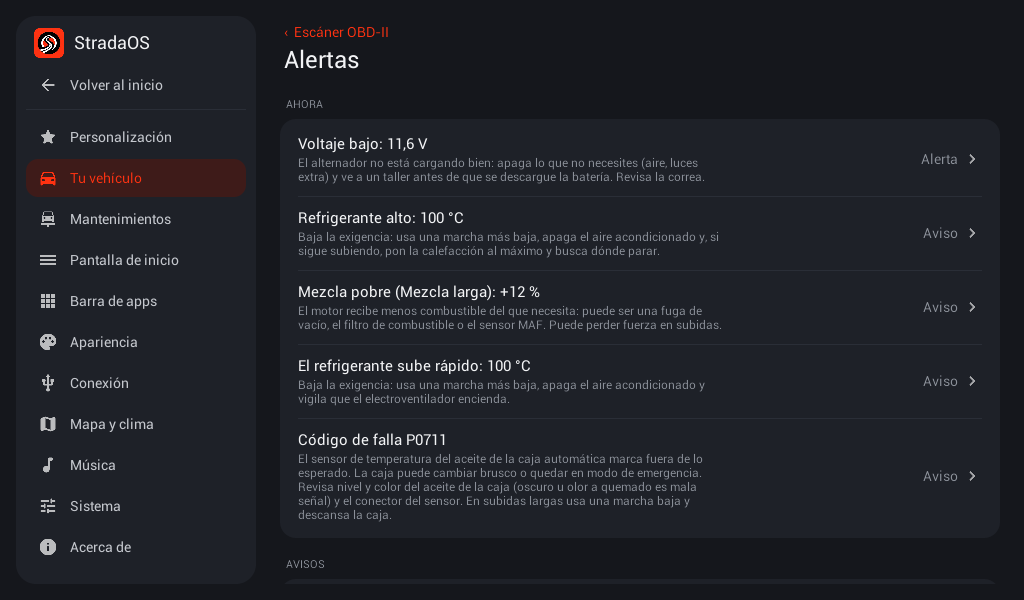 StradaOS
Volver al inicio
Personalización
Tu vehículo
Mantenimientos
Pantalla de inicio
Barra de apps
Apariencia
Conexión
Mapa y clima
Música
Sistema
Acerca de
‹ Escáner OBD-II
Alertas
AHORA
Voltaje bajo: 11,6 V
El alternador no está cargando bien: apaga lo que no necesites (aire, luces
extra) y ve a un taller antes de que se descargue la batería. Revisa la correa.
Alerta
Refrigerante alto: 100 °C
Baja la exigencia: usa una marcha más baja, apaga el aire acondicionado y, si
sigue subiendo, pon la calefacción al máximo y busca dónde parar.
Aviso
Mezcla pobre (Mezcla larga): +12 %
El motor recibe menos combustible del que necesita: puede ser una fuga de
vacío, el filtro de combustible o el sensor MAF. Puede perder fuerza en subidas.
Aviso
El refrigerante sube rápido: 100 °C
Baja la exigencia: usa una marcha más baja, apaga el aire acondicionado y
vigila que el electroventilador encienda.
Aviso
Código de falla P0711
El sensor de temperatura del aceite de la caja automática marca fuera de lo
esperado. La caja puede cambiar brusco o quedar en modo de emergencia.
Revisa nivel y color del aceite de la caja (oscuro u olor a quemado es mala
señal) y el conector del sensor. En subidas largas usa una marcha baja y
descansa la caja.
Aviso
AVISOS